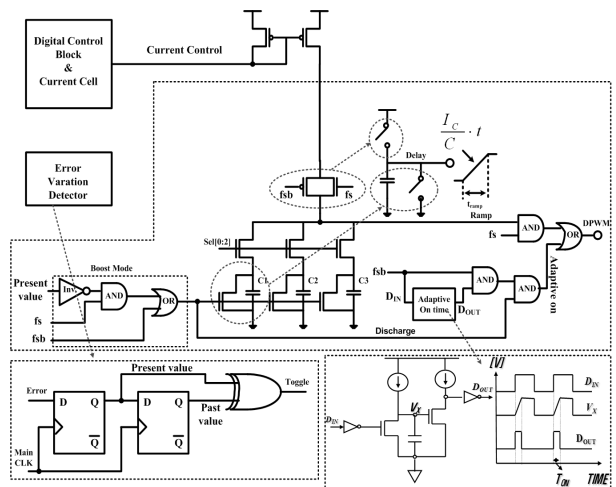 Digital Control
Block
&
Current Cell
Current Control
Error
Varation
Detector
Delay
I_C
C
· t
t_ramp
Ramp
fsb
fs
DPWM
AND
OR
fs
Sel[0:2]
C1
C2
C3
Adaptive on
Boost Mode
Present
value
Inv.
AND
OR
fs
fsb
fsb
D_IN
Adaptive
On time
D_OUT
AND
AND
Discharge
Present value
Error
D
Q
Q
D
Q
Q
Past
value
Toggle
Main
CLK
D_IN
V_X
D_OUT
[V]
D_IN
V_X
D_OUT
T_ON
TIME